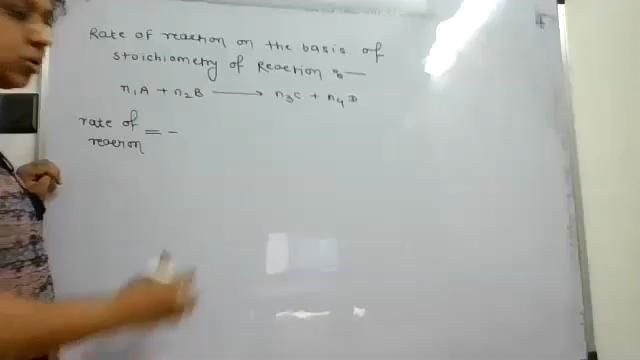 Rate of reaction on the basis of
stoichiometry of Reaction :-
n₁A + n₂B ⟶ n₃C + n₄D
rate of = -
reaction